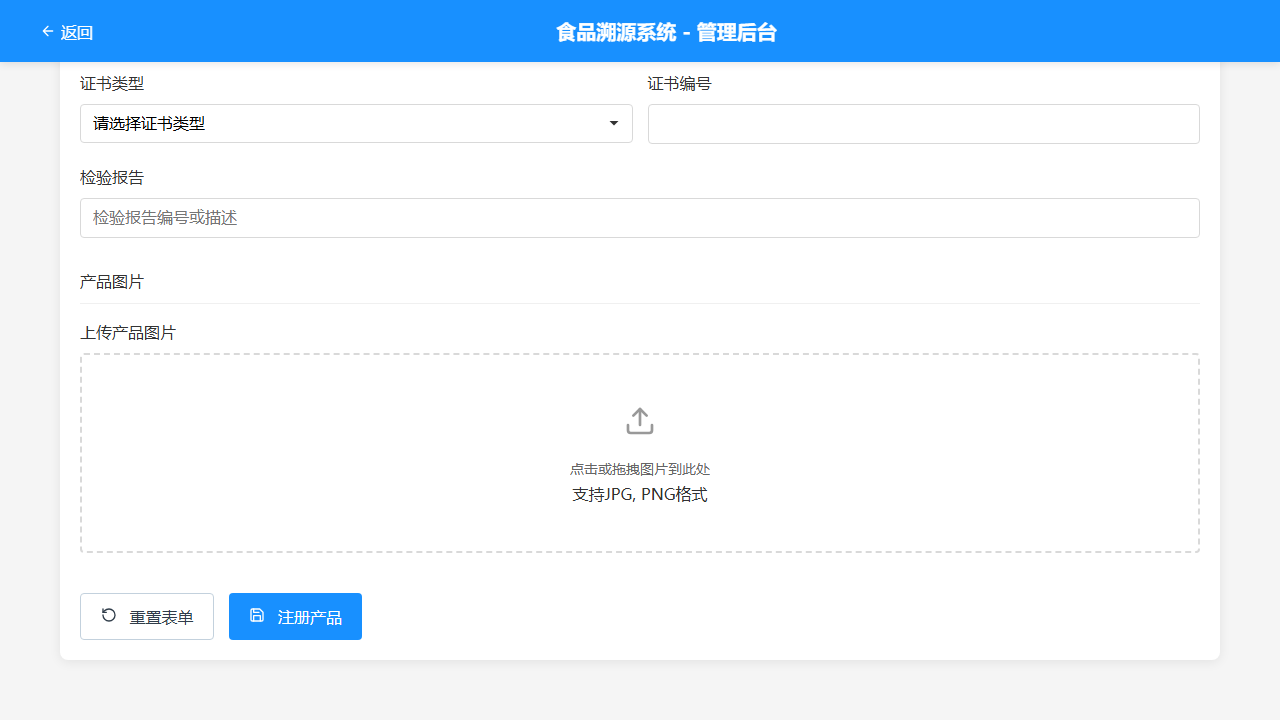 返回
食品溯源系统 - 管理后台
证书类型
证书编号
请选择证书类型
检验报告
检验报告编号或描述
产品图片
上传产品图片
点击或拖拽图片到此处
支持JPG, PNG格式
重置表单
注册产品